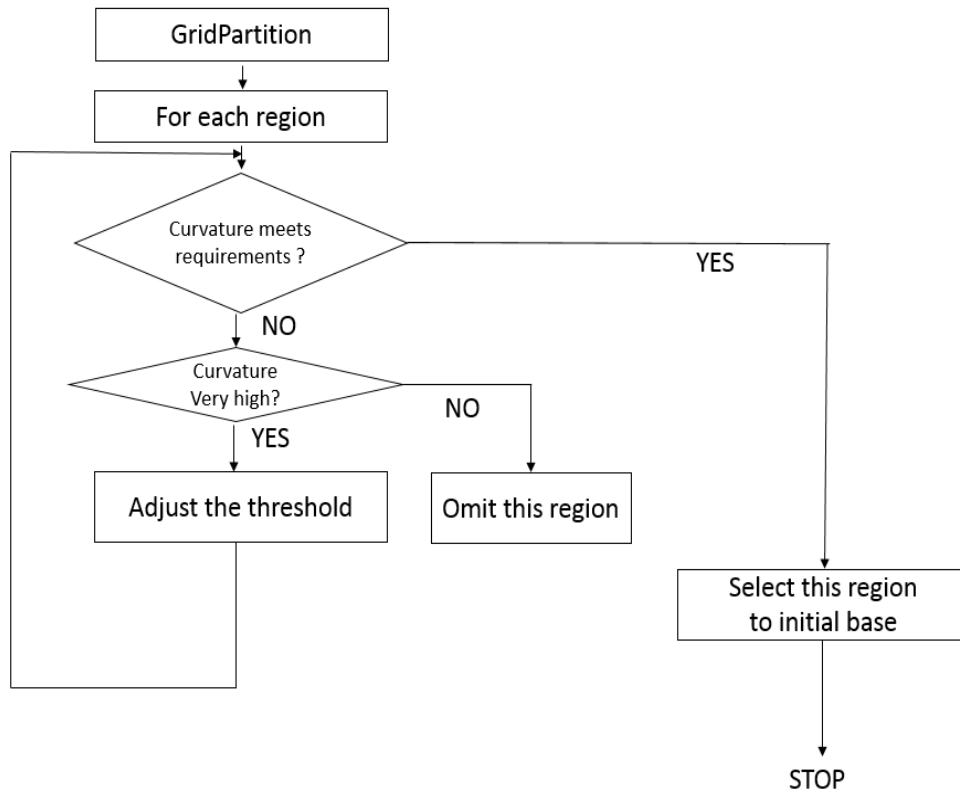 GridPartition
For each region
Curvature meets
requirements ?
YES
NO
Curvature
Very high?
NO
YES
Adjust the threshold
Omit this region
Select this region
to initial base
STOP